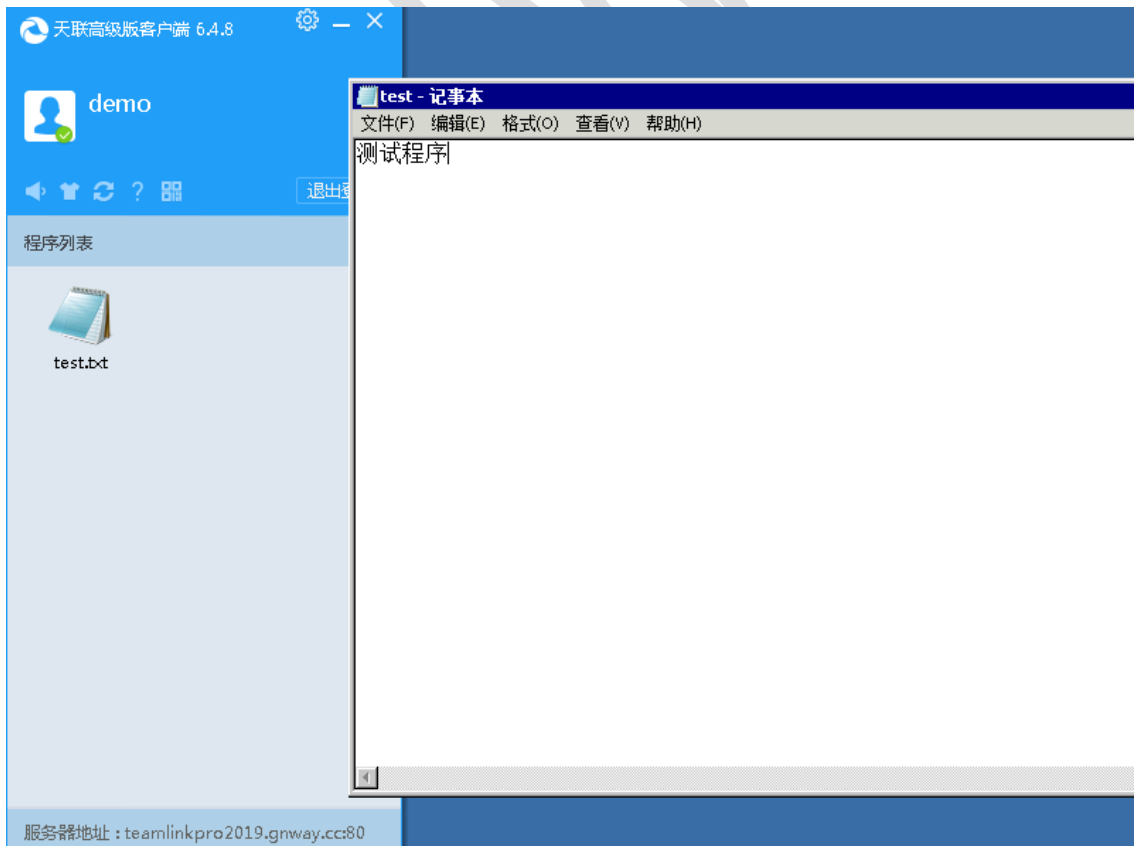 天联高级版客户端 6.4.8
demo
退出
程序列表
test.txt
服务器地址：teamlinkpro2019.gnway.cc:80
test - 记事本
文件(F) 编辑(E) 格式(O) 查看(V) 帮助(H)
测试程序